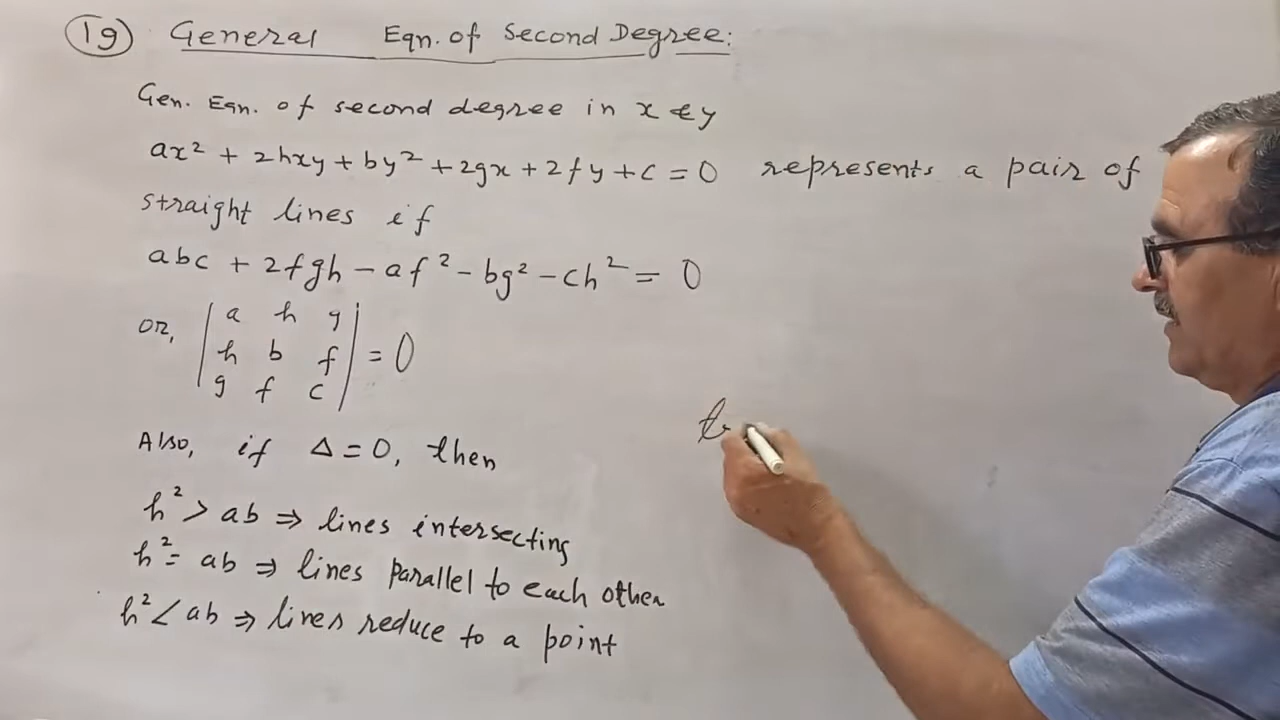 19 General Eqn. of Second Degree:
Gen. Eqn. of second degree in x & y
ax² + 2hxy + by² + 2gx + 2fy + c = 0 represents a pair of
straight lines if
abc + 2fgh - af² - bg² - ch² = 0
or, | a h g |
| h b f | = 0
| g f c |
Also, if Δ = 0, then
h² > ab ⇒ lines intersecting
h² = ab ⇒ lines parallel to each other
h² < ab ⇒ lines reduce to a point